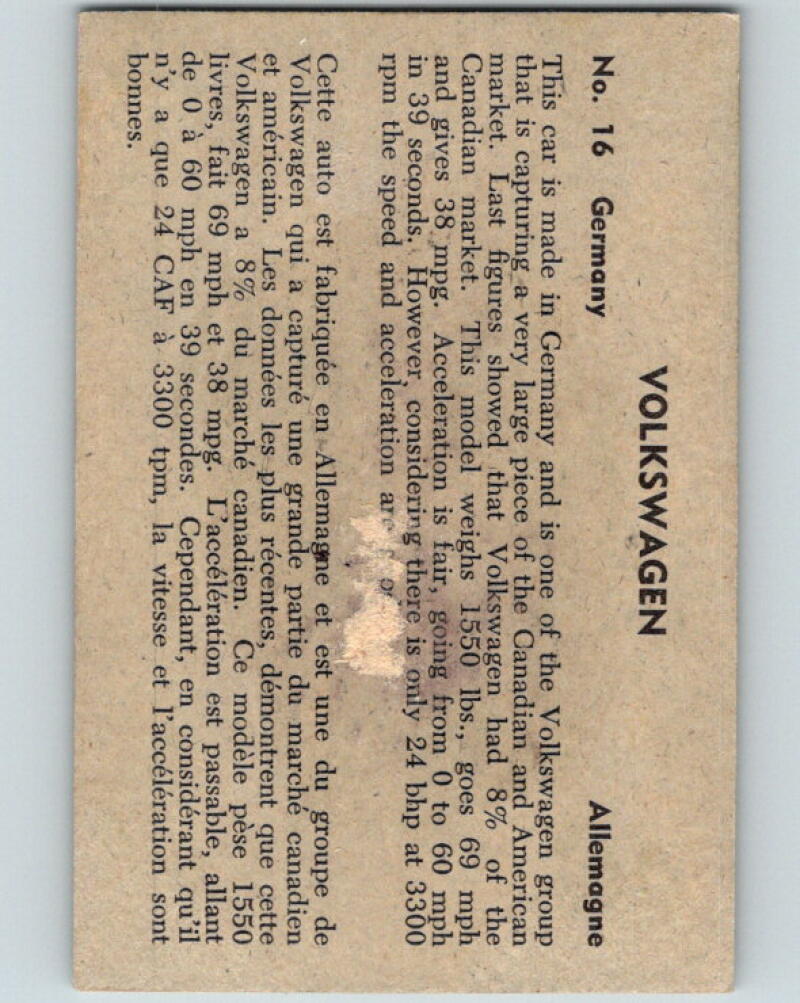 VOLKSWAGEN
No. 16 Germany Allemagne
This car is made in Germany and is one of the Volkswagen group
that is capturing a very large piece of the Canadian and American
market. Last figures showed that Volkswagen had 8% of the
Canadian market. This model weighs 1550 lbs., goes 69 mph
and gives 38 mpg. Acceleration is fair, going from 0 to 60 mph
in 39 seconds. However, considering there is only 24 bhp at 3300
rpm the speed and acceleration are
Cette auto est fabriquée en Allemagne et est une du groupe de
Volkswagen qui a capturé une grande partie du marché canadien
et américain. Les données les plus récentes, démontrent que cette
Volkswagen a 8% du marché canadien. Ce modèle pèse 1550
livres, fait 69 mph et 38 mpg. L'accélération est passable, allant
de 0 à 60 mph en 39 secondes. Cependant, en considérant qu'il
n'y a que 24 CAF à 3300 tpm, la vitesse et l'accélération sont
bonnes.